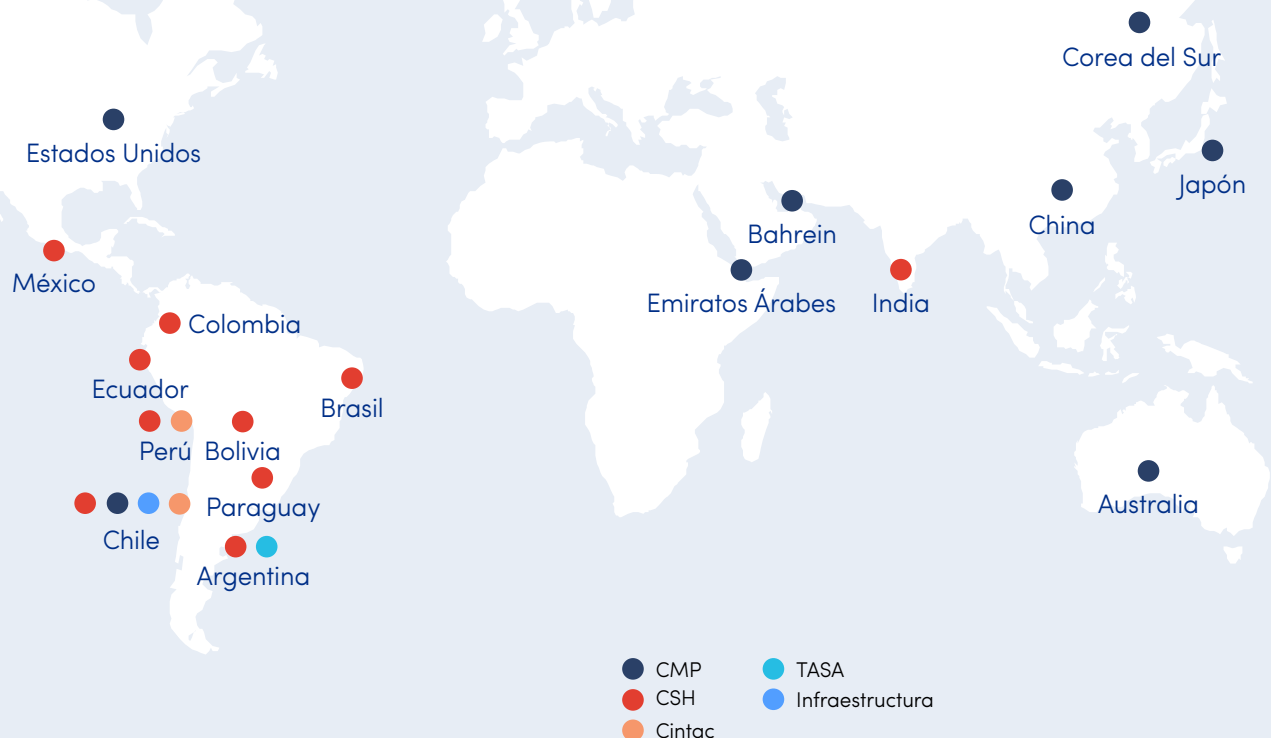 Corea del Sur
Estados Unidos
Japón
China
Bahrein
México
Emiratos Árabes
India
Colombia
Ecuador
Brasil
Perú
Bolivia
Paraguay
Australia
Chile
Argentina
CMP
TASA
CSH
Infraestructura
Cintac